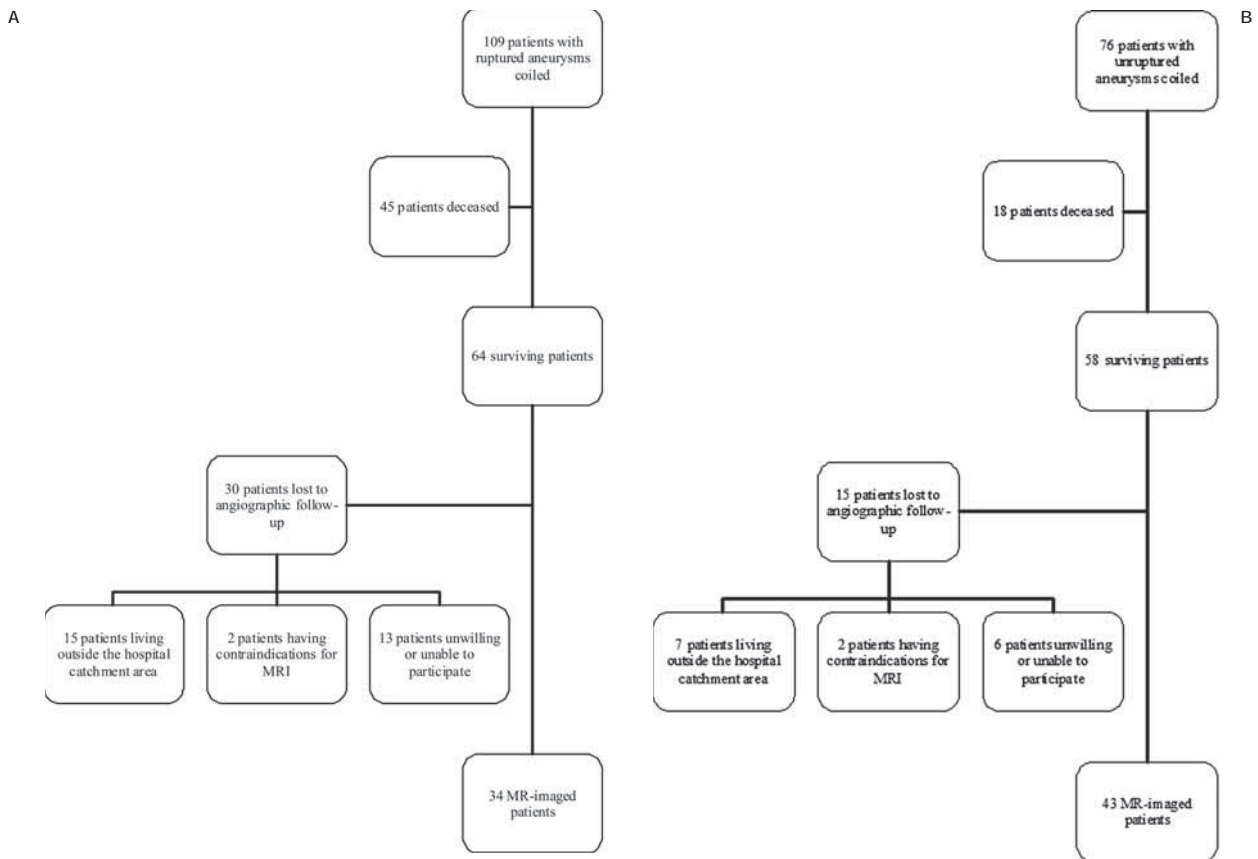 A
109 patients with
ruptured aneurysms
coiled
45 patients deceased
64 surviving patients
30 patients lost to
angiographic follow-
up
15 patients living
outside the hospital
catchment area
2 patients having
contraindications for
MRI
13 patients unwilling
or unable to
participate
34 MR-imaged
patients
B
76 patients with
unruptured
aneurysms coiled
18 patients deceased
58 surviving patients
15 patients lost to
angiographic follow-
up
7 patients living
outside the hospital
catchment area
2 patients having
contraindications for
MRI
6 patients unwilling
or unable to
participate
43 MR-imaged
patients